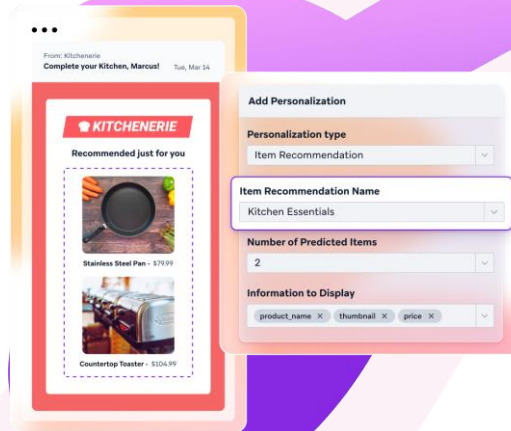 From: Kitchenerie
Complete your Kitchen, Marcus!
Tue, Mar 14
KITCHENERIE
Recommended just for you
Stainless Steel Pan - $79.99
Countertop Toaster - $104.99
Add Personalization
Personalization type
Item Recommendation
Item Recommendation Name
Kitchen Essentials
Number of Predicted Items
2
Information to Display
product_name × thumbnail × price ×